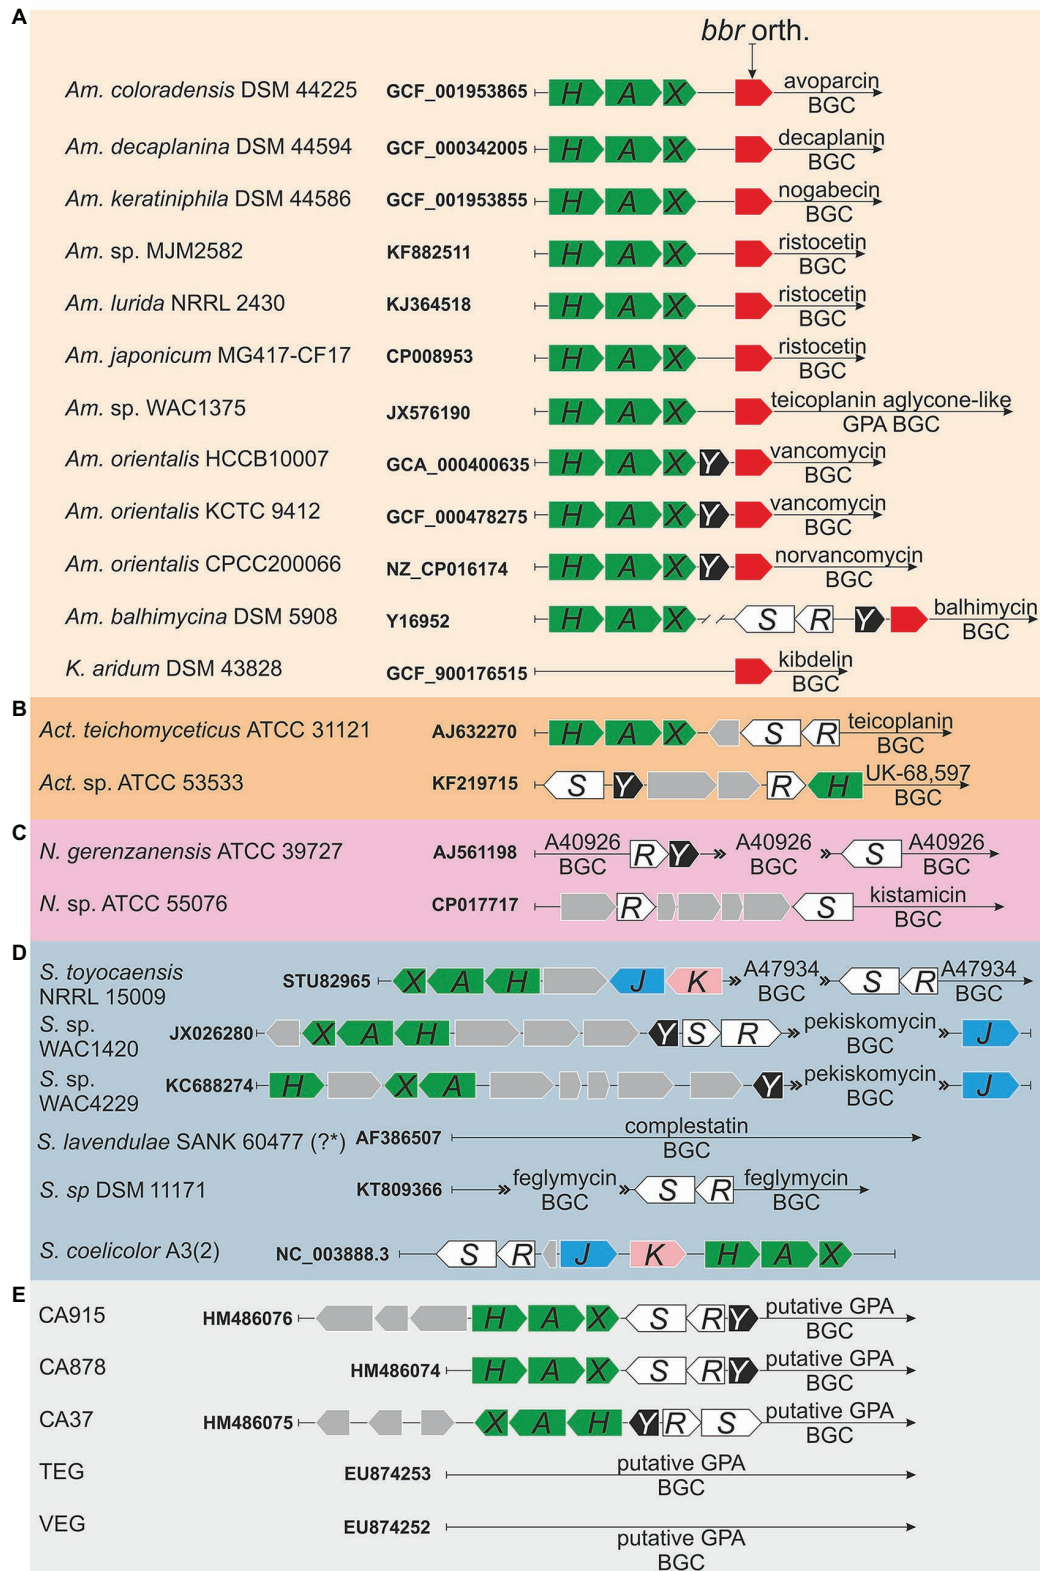 A
bbr orth.
Am. coloradensis DSM 44225 GCF_001953865 H A X avoparcin BGC
Am. decaplanina DSM 44594 GCF_000342005 H A X decaplanin BGC
Am. keratiniphila DSM 44586 GCF_001953855 H A X nogabecin BGC
Am. sp. MJM2582 KF882511 H A X ristocetin BGC
Am. lurida NRRL 2430 KJ364518 H A X ristocetin BGC
Am. japonicum MG417-CF17 CP008953 H A X ristocetin BGC
Am. sp. WAC1375 JX576190 H A X teicoplanin aglycone-like GPA BGC
Am. orientalis HCCB10007 GCA_000400635 H A X Y vancomycin BGC
Am. orientalis KCTC 9412 GCF_000478275 H A X Y vancomycin BGC
Am. orientalis CPCC200066 NZ_CP016174 H A X Y norvancomycin BGC
Am. balhimycina DSM 5908 Y16952 H A X S R Y balhimycin BGC
K. aridum DSM 43828 GCF_900176515 kibdelin BGC
B
Act. teichomyceticus ATCC 31121 AJ632270 H A X S R teicoplanin BGC
Act. sp. ATCC 53533 KF219715 S Y R H UK-68,597 BGC
C
N. gerenzanensis ATCC 39727 AJ561198 A40926 BGC R Y A40926 BGC S A40926 BGC
N. sp. ATCC 55076 CP017717 R S kistamicin BGC
D
S. toyocaensis
NRRL 15009 STU82965 X A H J K A47934 BGC S R A47934 BGC
S. sp.
WAC1420 JX026280 X A H Y S R pekiskomycin BGC J
S. sp.
WAC4229 KC688274 H X A Y pekiskomycin BGC J
S. lavendulae SANK 60477 (?*) AF386507 complestatin BGC
S. sp DSM 11171 KT809366 feglymycin BGC S R feglymycin BGC
S. coelicolor A3(2) NC_003888.3 S R J K H A X
E
CA915 HM486076 H A X S R Y putative GPA BGC
CA878 HM486074 H A X S R Y putative GPA BGC
CA37 HM486075 X A H Y R S putative GPA BGC
TEG EU874253 putative GPA BGC
VEG EU874252 putative GPA BGC